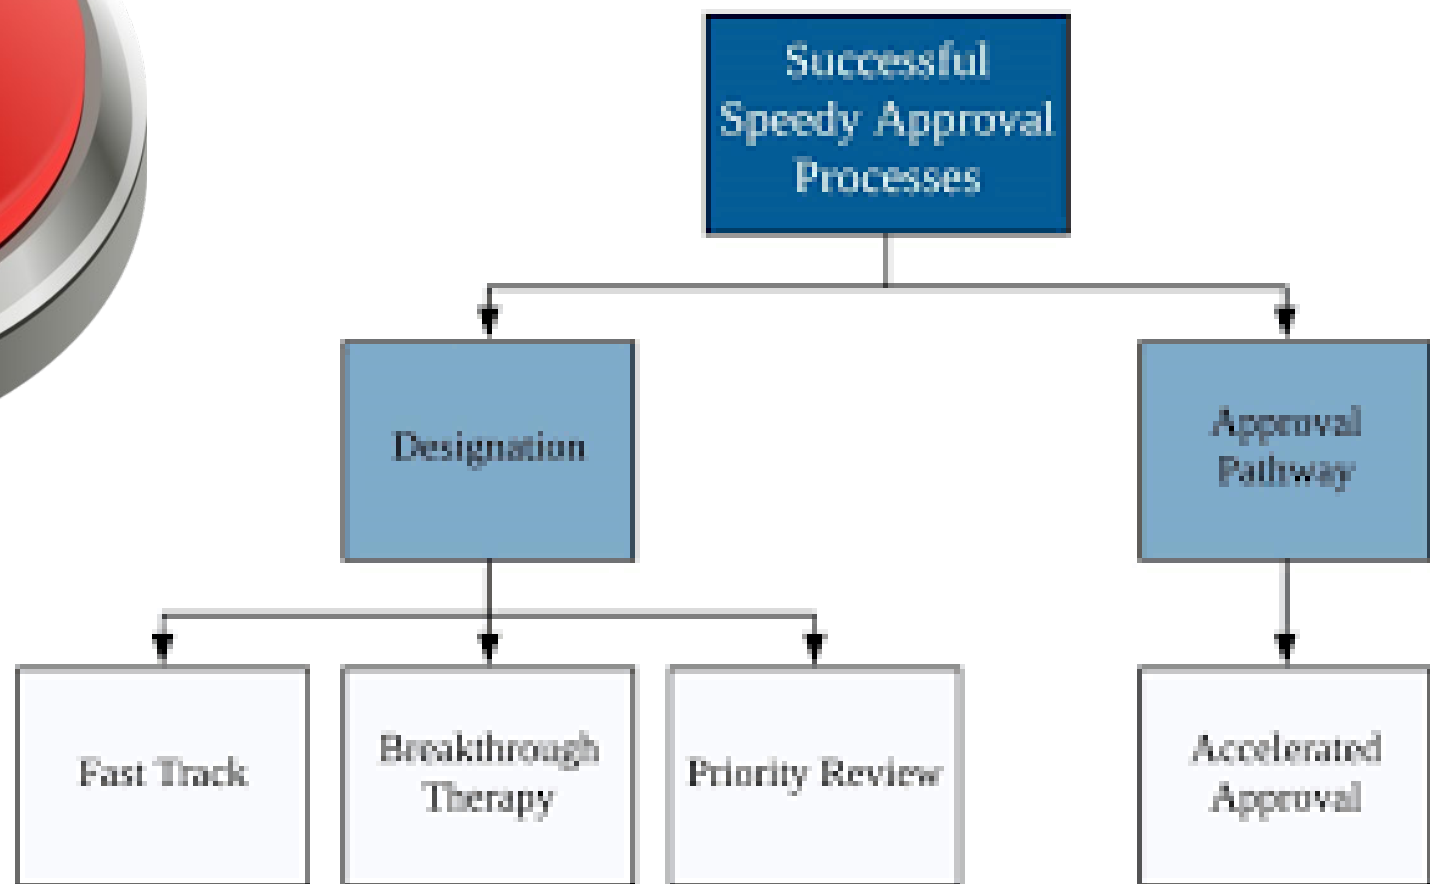 Successful
Speedy Approval
Processes
Designation
Approval
Pathway
Fast Track
Breakthrough
Therapy
Priority Review
Accelerated
Approval